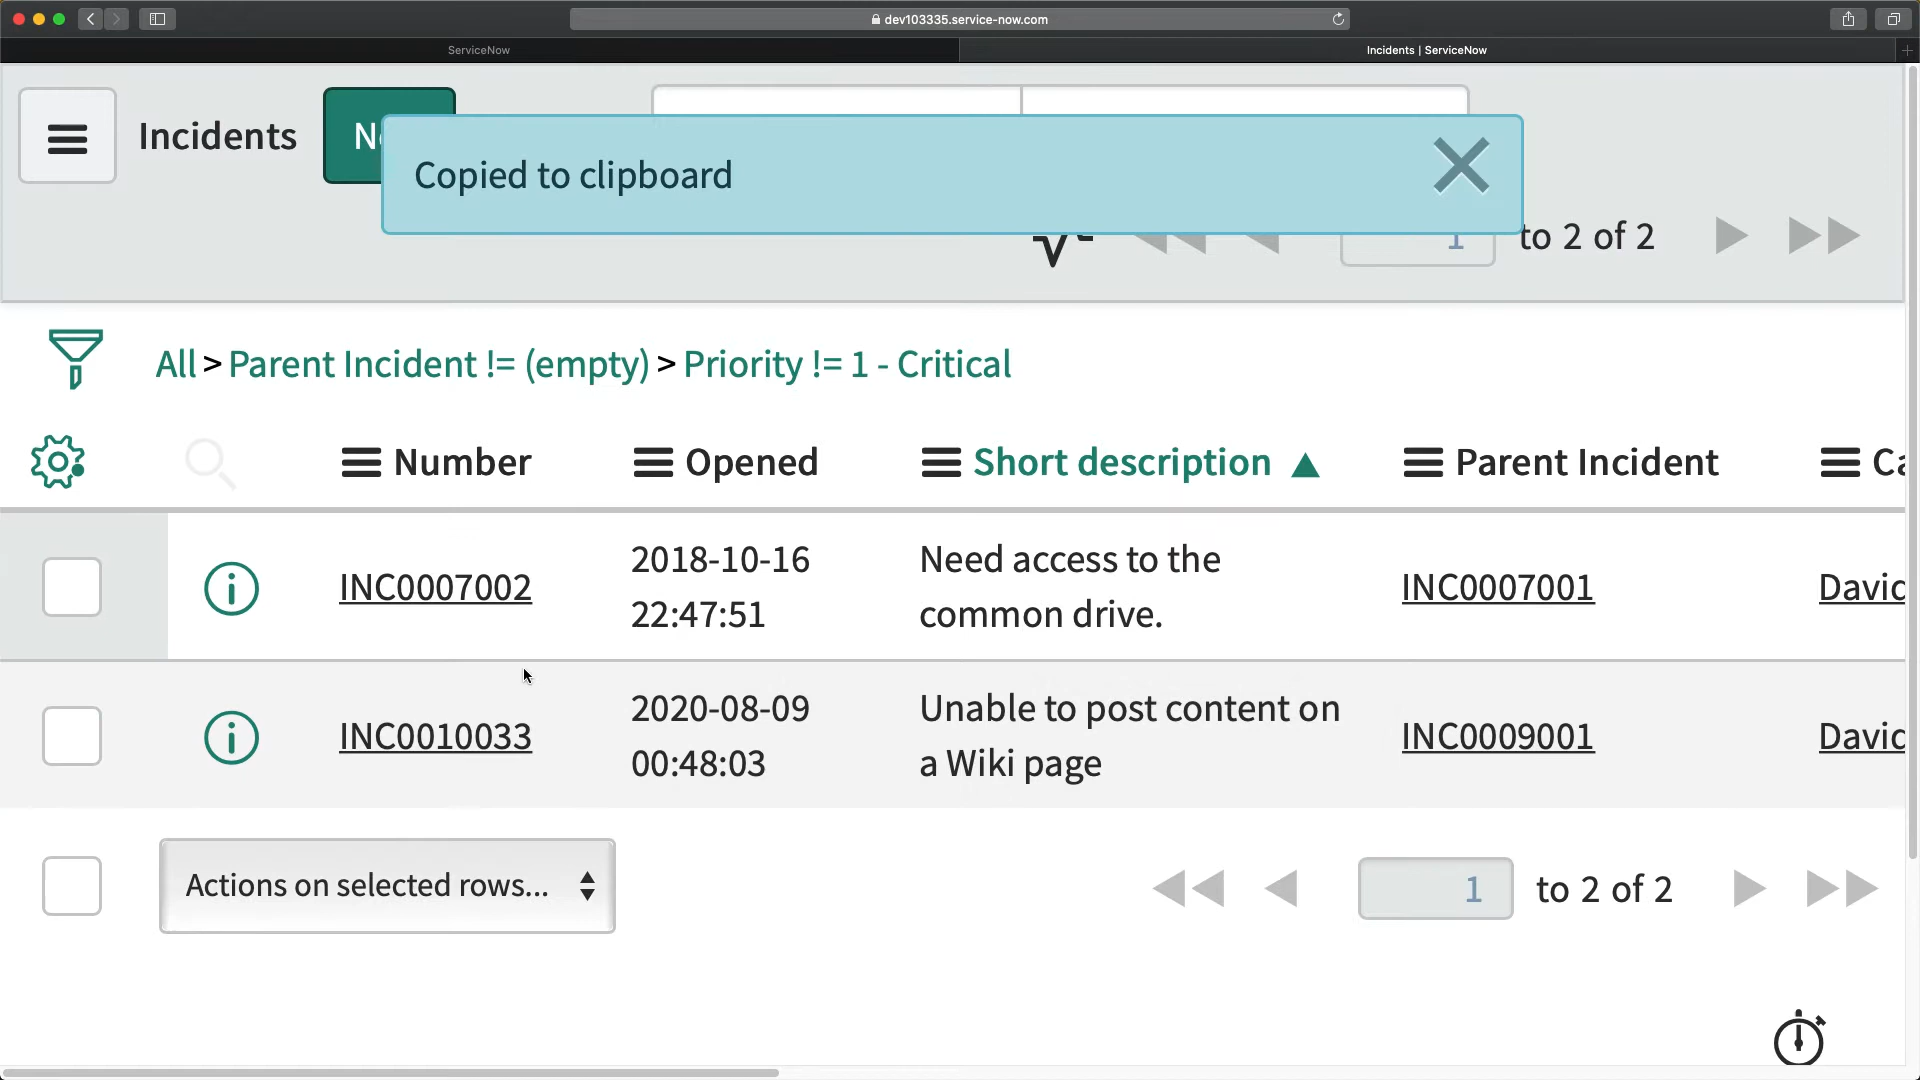 dev103335.service-now.com
ServiceNow
Incidents | ServiceNow
Incidents
Copied to clipboard
1 to 2 of 2
All > Parent Incident != (empty) > Priority != 1 - Critical
Number Opened Short description ▲ Parent Incident
INC0007002 2018-10-16 22:47:51 Need access to the common drive. INC0007001
INC0010033 2020-08-09 00:48:03 Unable to post content on a Wiki page INC0009001
Actions on selected rows... 1 to 2 of 2